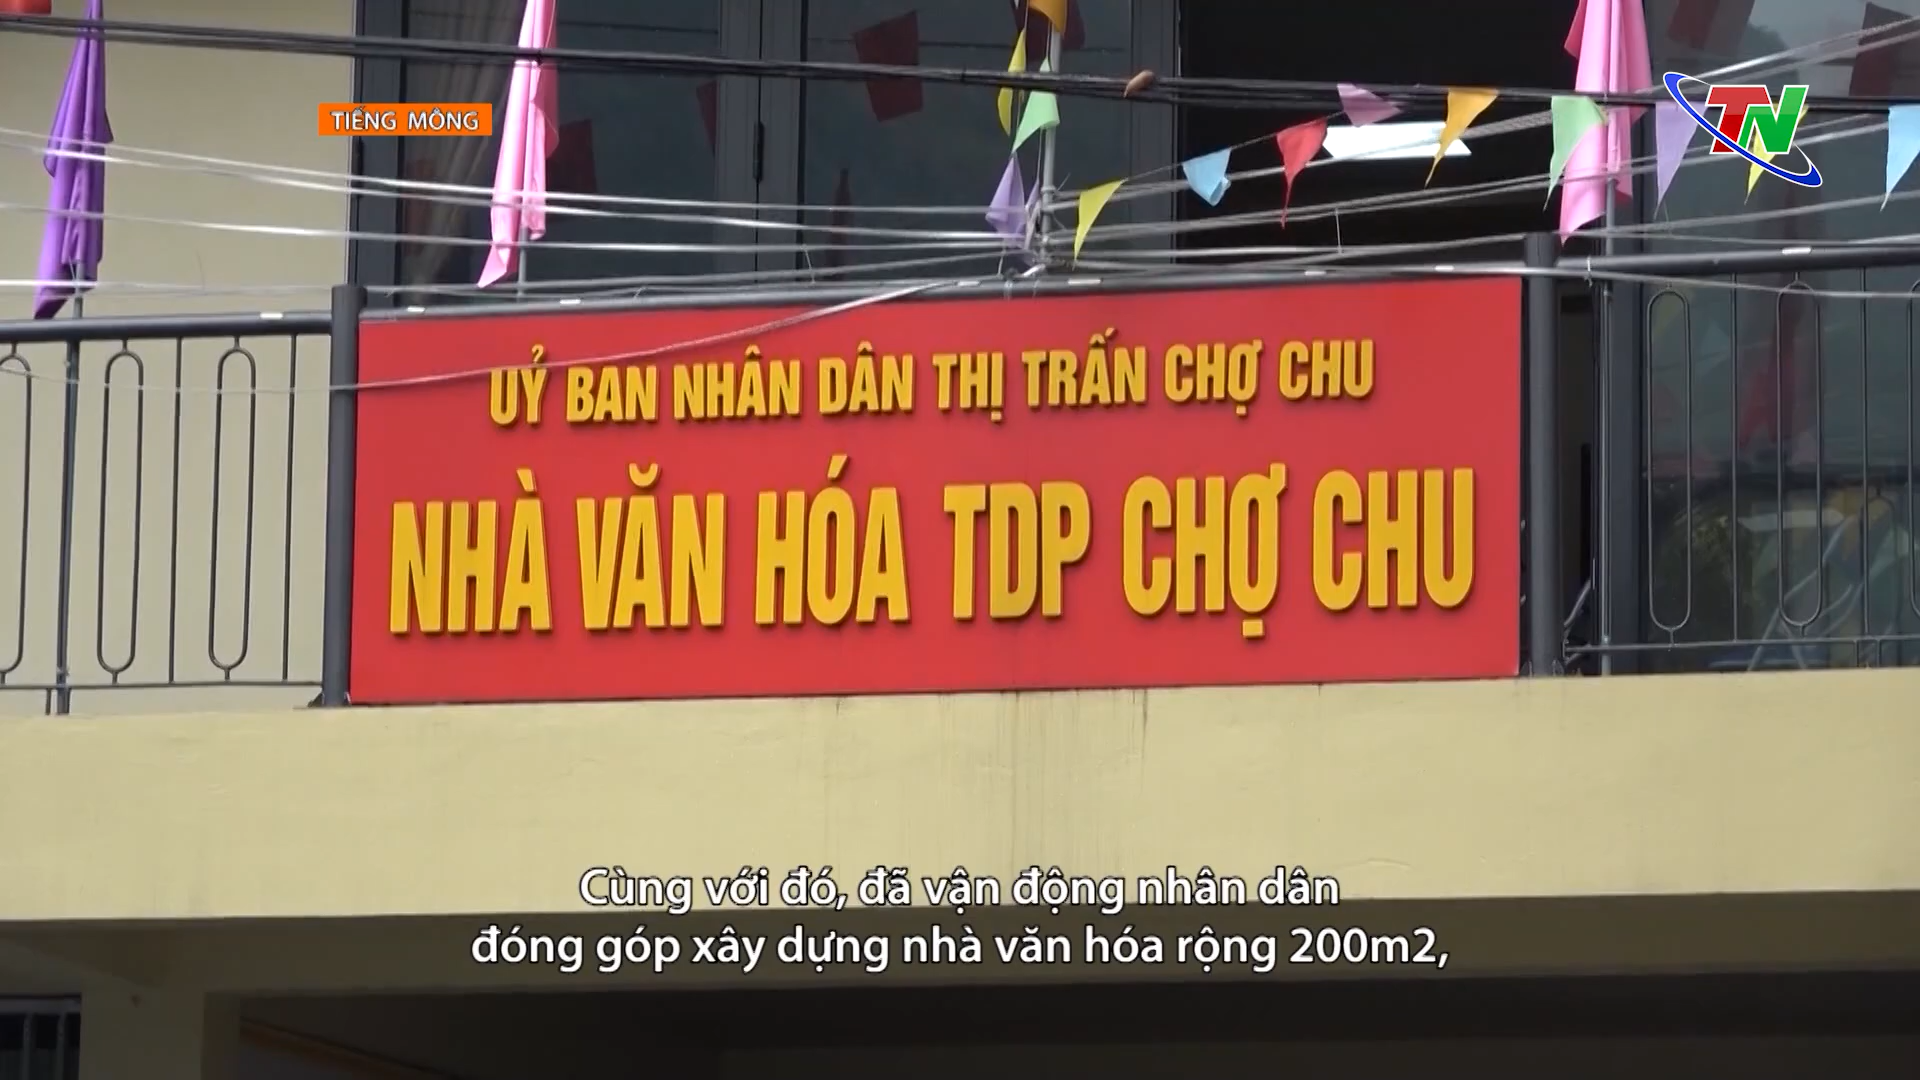 TIẾNG MÔNG
TN
UỶ BAN NHÂN DÂN THỊ TRẤN CHỢ CHU
NHÀ VĂN HÓA TDP CHỢ CHU
Cùng với đó, đã vận động nhân dân
đóng góp xây dựng nhà văn hóa rộng 200m2,